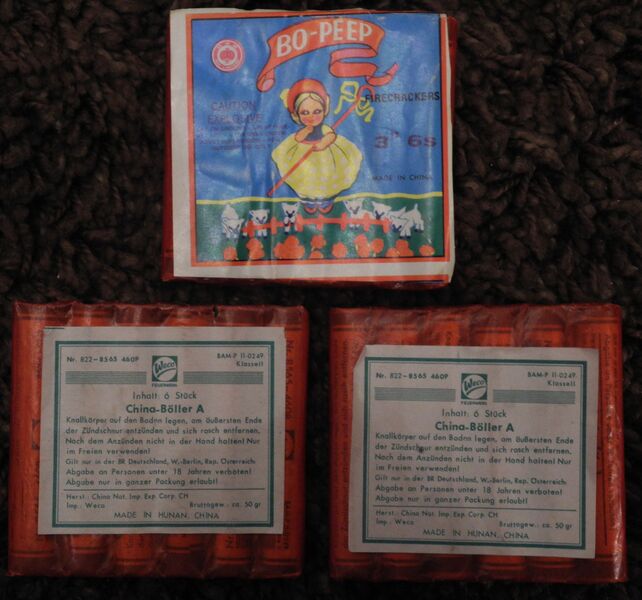 BO-PEEP
FIRECRACKERS
CAUTION
EXPLOSIVE
3" 6s
MADE IN CHINA
Nr. 822-8565 460P
Weco
FEUERWERK
BAM-P II-0249
Klasse II
Inhalt: 6 Stück
China-Böller A
Knallkörper auf den Boden legen, am äußersten Ende
der Zündschnur entzünden und sich rasch entfernen.
Nach dem Anzünden nicht in der Hand halten! Nur
im Freien verwenden!
Gilt nur in der BR Deutschland, W.-Berlin, Rep. Österreich.
Abgabe an Personen unter 18 Jahren verboten!
Abgabe nur in ganzer Packung erlaubt!
Herst.: China Nat. Imp. Exp. Corp. CH
Imp.: Weco Bruttogew.: ca. 50 gr
MADE IN HUNAN, CHINA
Nr. 822-8565 460P
Weco
FEUERWERK
BAM-P II-0249
Klasse II
Inhalt: 6 Stück
China-Böller A
Knallkörper auf den Boden legen, am äußersten Ende
der Zündschnur entzünden und sich rasch entfernen.
Nach dem Anzünden nicht in der Hand halten! Nur
im Freien verwenden!
Gilt nur in der BR Deutschland, W.-Berlin, Rep. Österreich.
Abgabe an Personen unter 18 Jahren verboten!
Abgabe nur in ganzer Packung erlaubt!
Herst.: China Nat. Imp. Exp. Corp. CH
Imp.: Weco Bruttogew.: ca. 50 gr
MADE IN HUNAN, CHINA